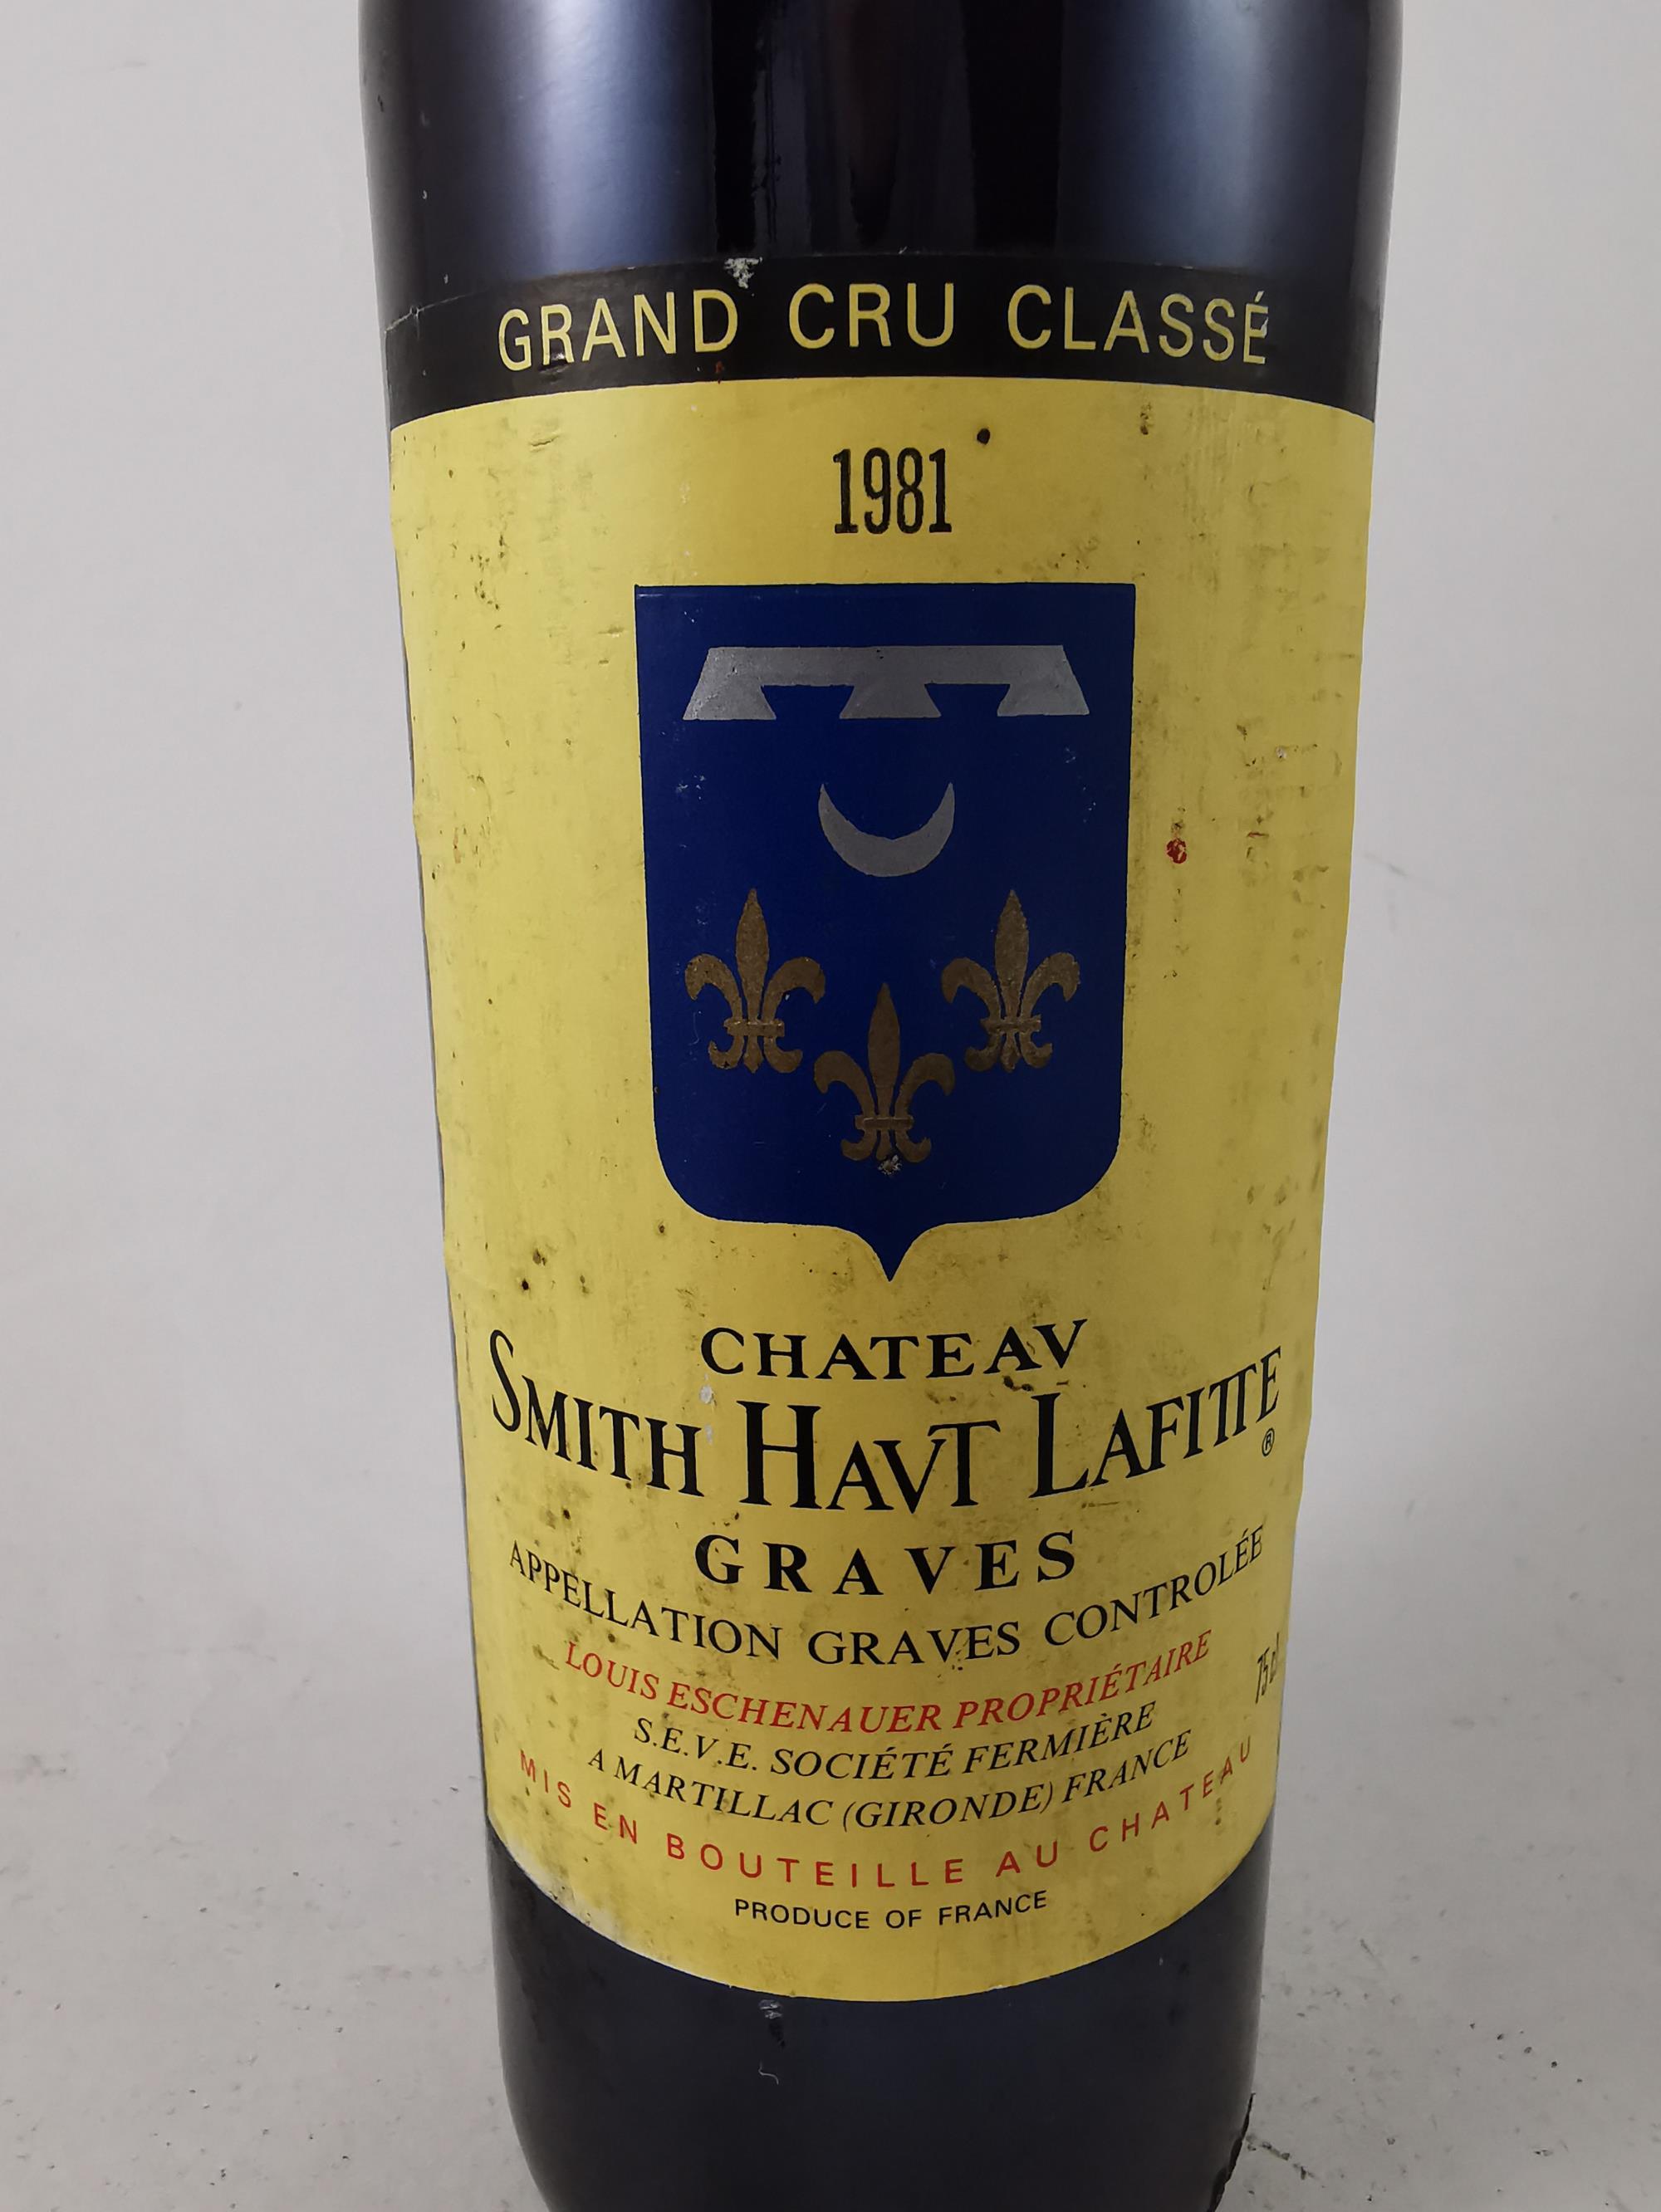 GRAND CRU CLASSÉ
1981
CHATEAV
SMITH HAVT LAFITTE
®
GRAVES
APPELLATION GRAVES CONTROLÉE
LOUIS ESCHENAUER PROPRIÉTAIRE
75 cl
S.E.V.E. SOCIÉTÉ FERMIÈRE
A MARTILLAC (GIRONDE) FRANCE
MIS EN BOUTEILLE AU CHATEAU
PRODUCE OF FRANCE